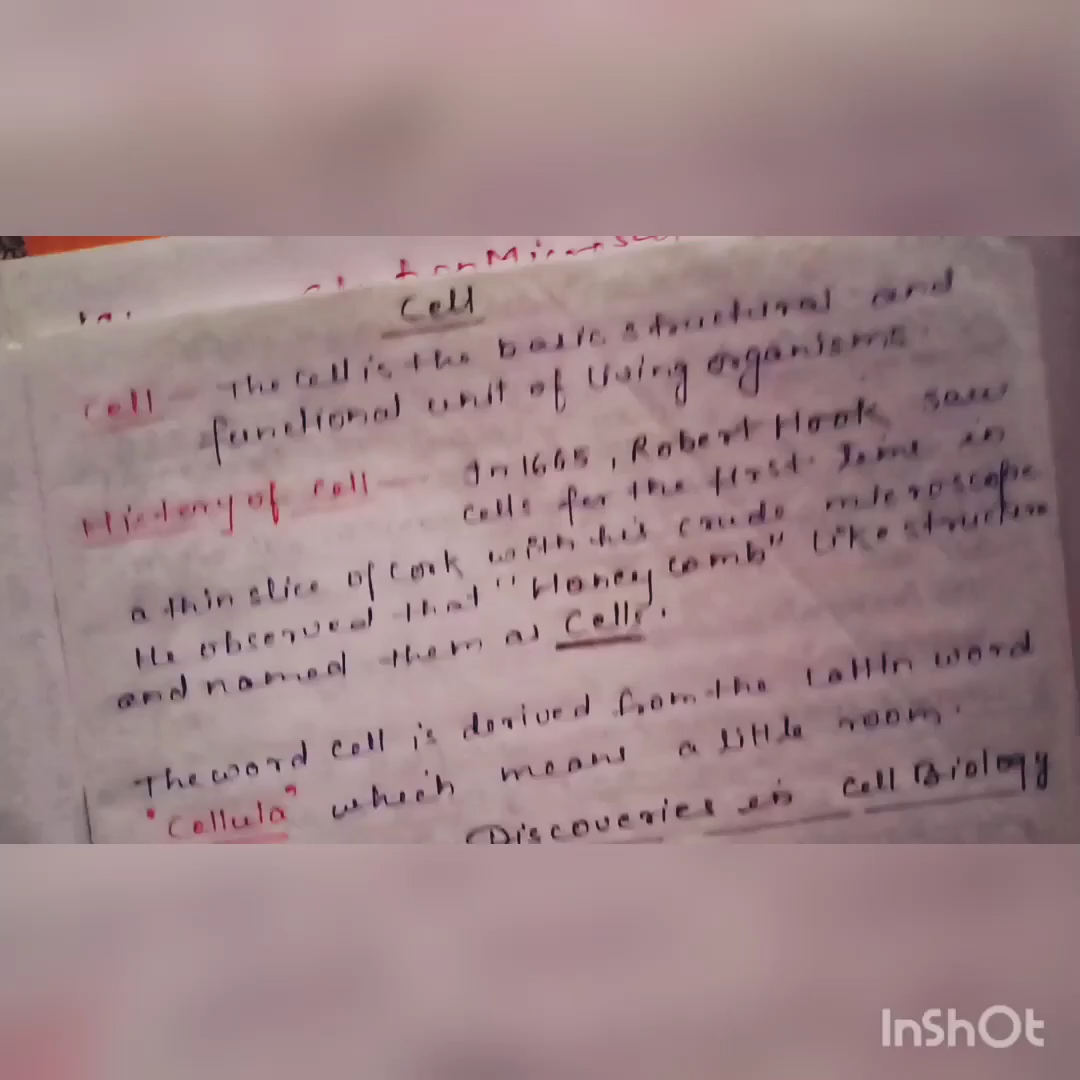 Cell
Cell - The Cell is the basic structural and
functional unit of living organisms.
History of cell - In 1665, Robert Hook saw
cells for the first time in
a thin slice of cork with his crude microscope
He observed that "Honey comb" like structure
and named them as Cells.
The word cell is derived from the Latin word
"Cellula" which means a little room.
Discoveries in cell Biology
InShOt